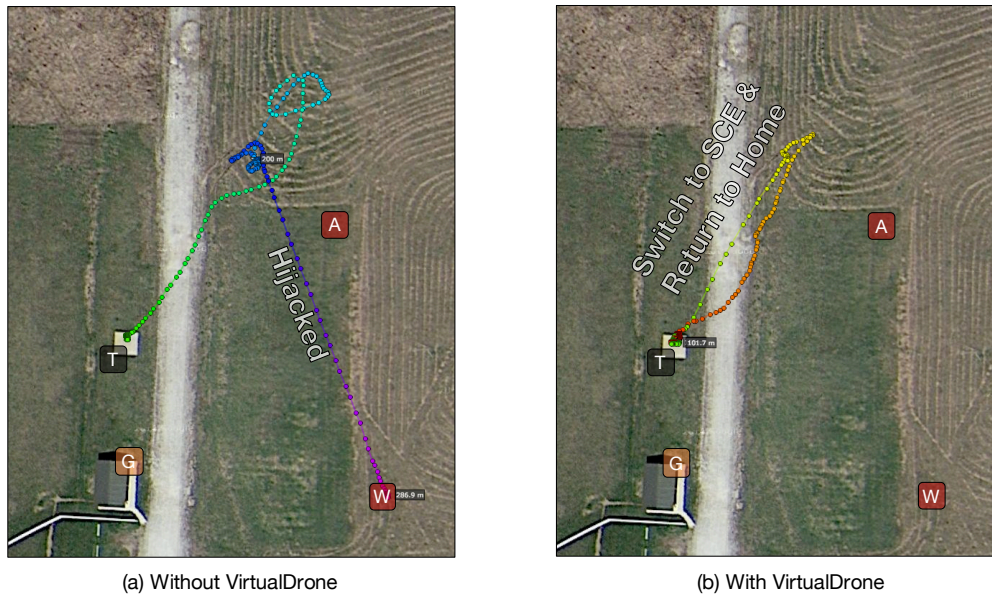 200 m
A
Hijacked
T
G
W
286.9 m
(a) Without VirtualDrone
Switch to SCE &
Return to Home
A
101.7 m
T
G
W
(b) With VirtualDrone